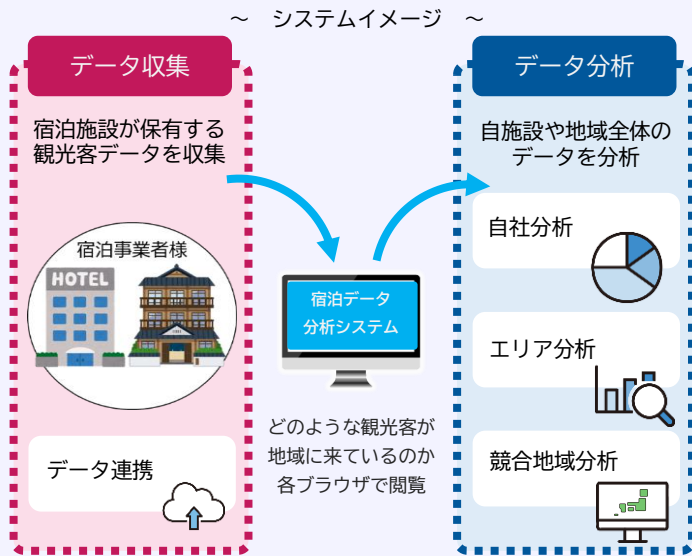 ～　システムイメージ　～
データ収集
宿泊施設が保有する
観光客データを収集
宿泊事業者様
HOTEL
データ連携
宿泊データ
分析システム
どのような観光客が
地域に来ているのか
各ブラウザで閲覧
データ分析
自施設や地域全体の
データを分析
自社分析
エリア分析
競合地域分析